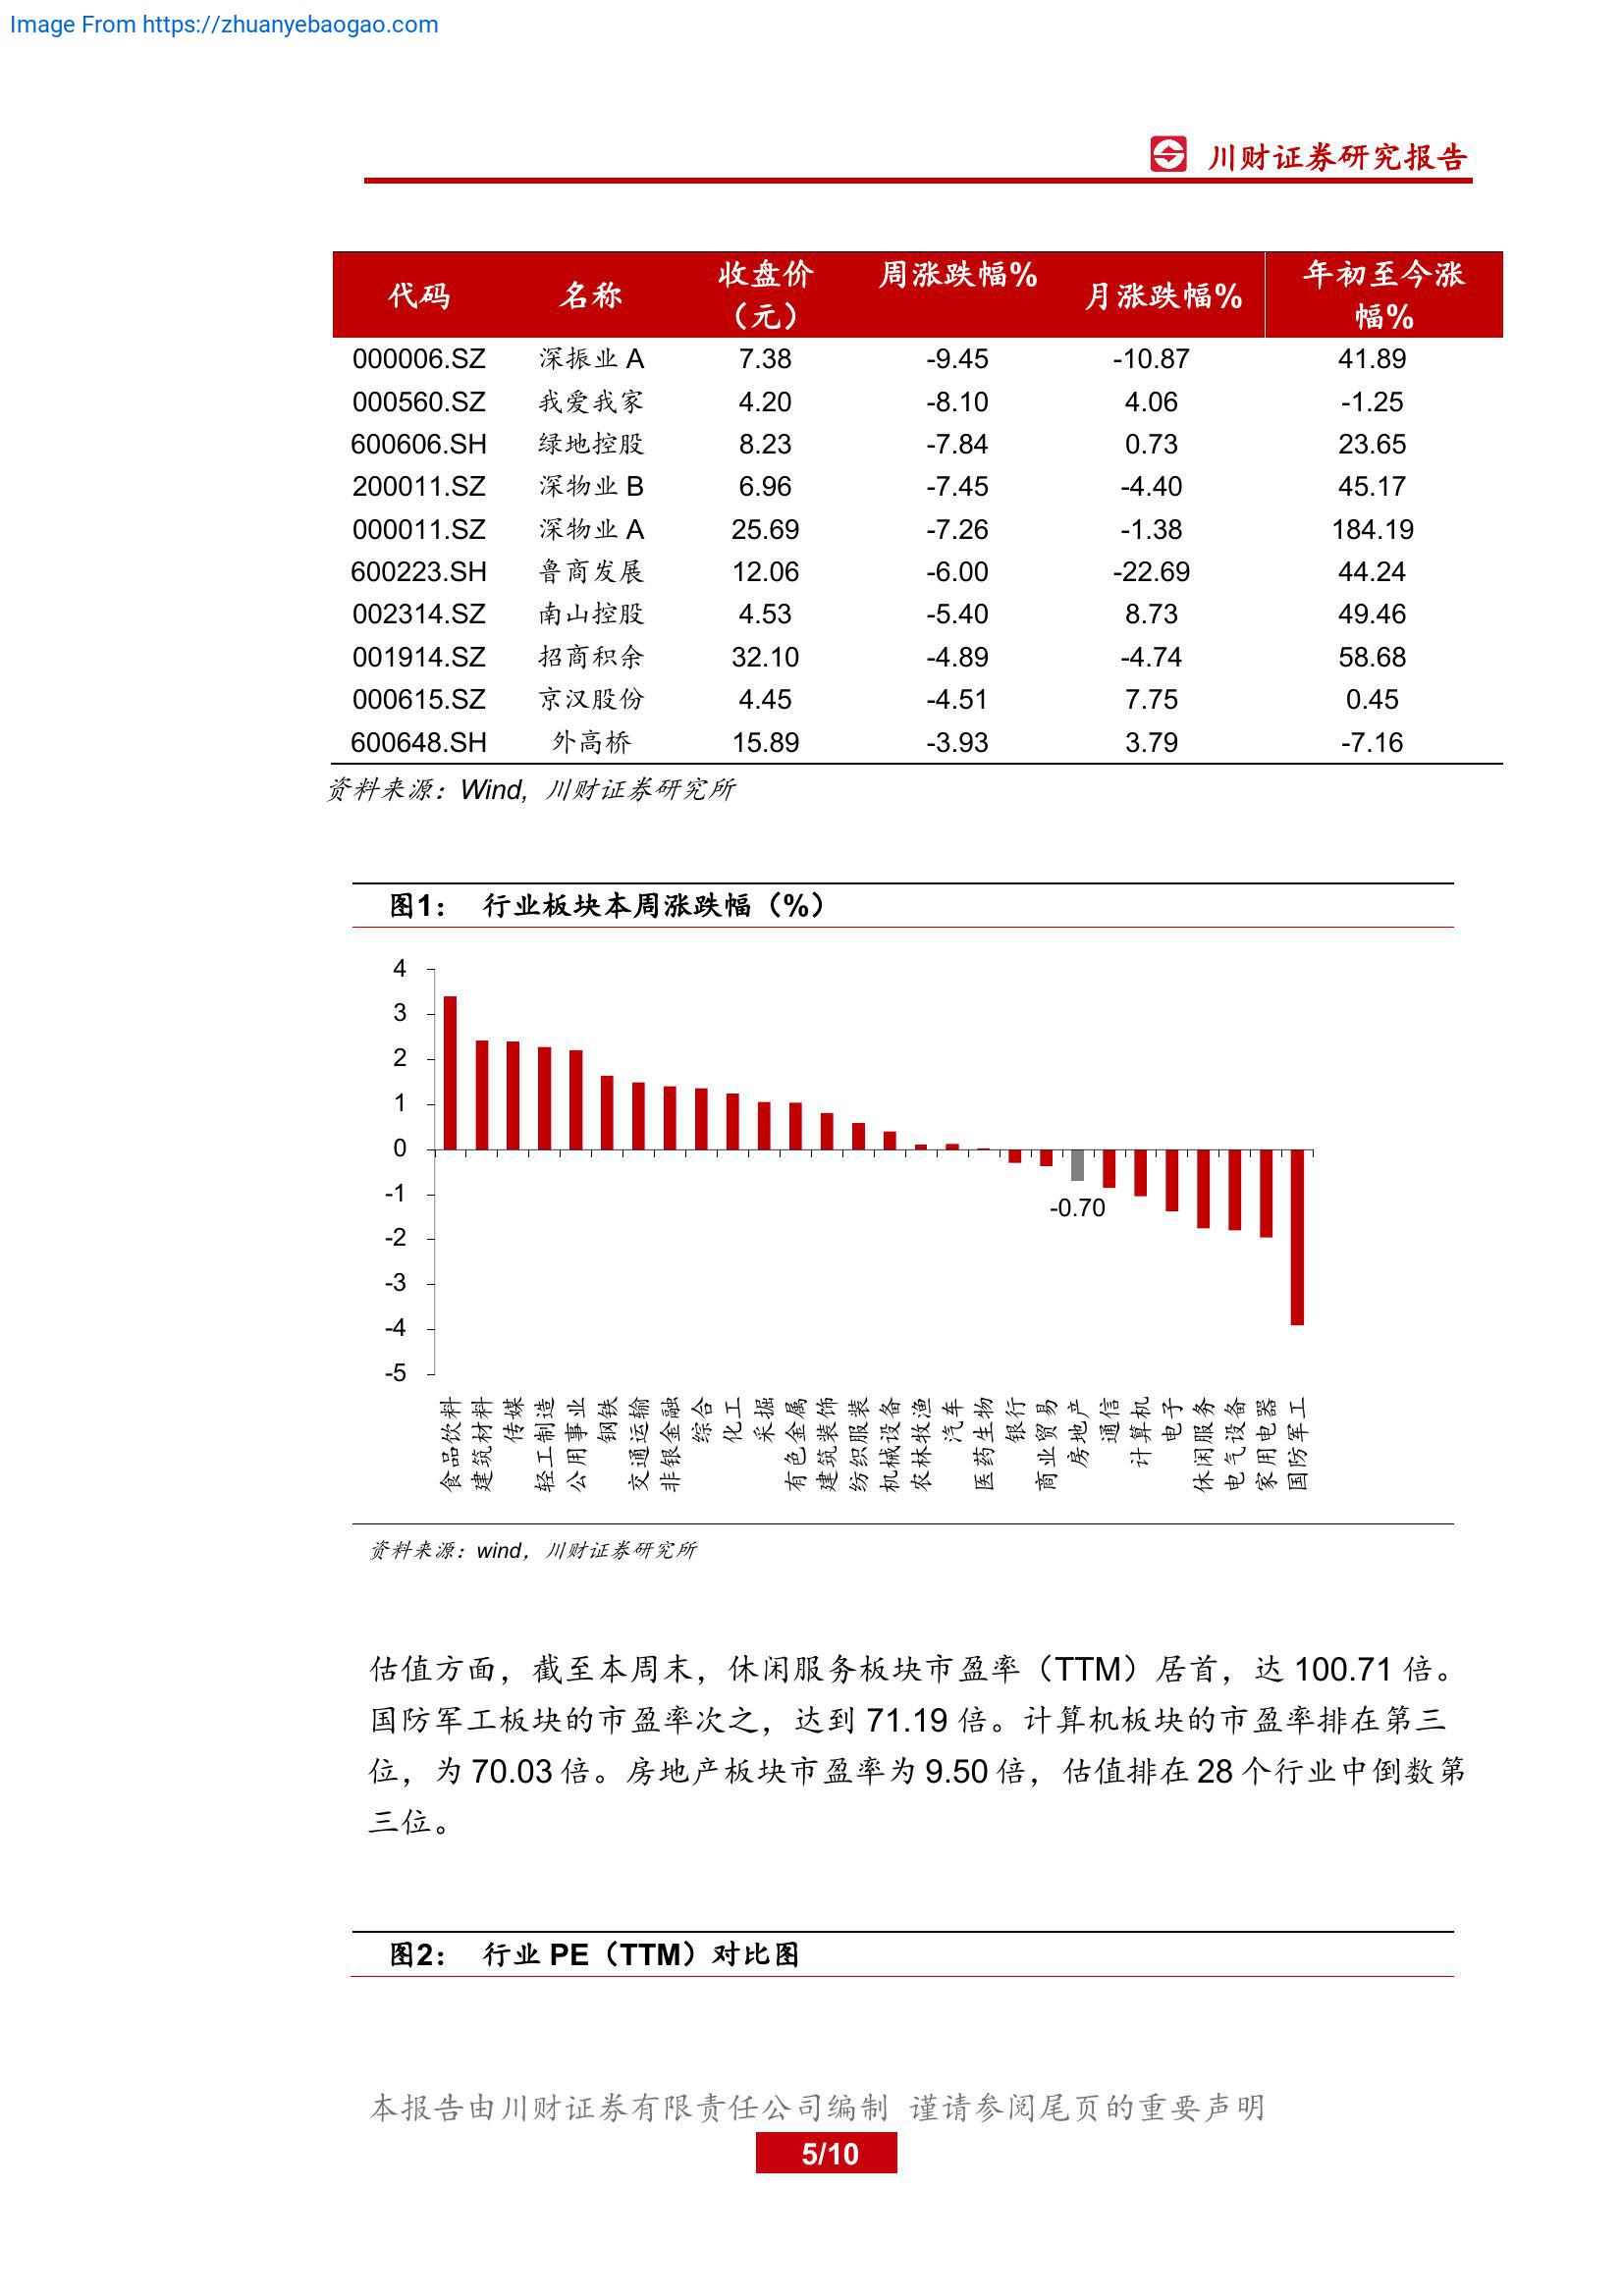 Image From https://zhuanyebaogao.com
川财证券研究报告
代码 名称 收盘价（元） 周涨跌幅% 月涨跌幅% 年初至今涨幅%
000006.SZ 深振业 A 7.38 -9.45 -10.87 41.89
000560.SZ 我爱我家 4.20 -8.10 4.06 -1.25
600606.SH 绿地控股 8.23 -7.84 0.73 23.65
200011.SZ 深物业 B 6.96 -7.45 -4.40 45.17
000011.SZ 深物业 A 25.69 -7.26 -1.38 184.19
600223.SH 鲁商发展 12.06 -6.00 -22.69 44.24
002314.SZ 南山控股 4.53 -5.40 8.73 49.46
001914.SZ 招商积余 32.10 -4.89 -4.74 58.68
000615.SZ 京汉股份 4.45 -4.51 7.75 0.45
600648.SH 外高桥 15.89 -3.93 3.79 -7.16
资料来源：Wind, 川财证券研究所
图1： 行业板块本周涨跌幅（%）
4
3
2
1
0
-1
-2
-3
-4
-5
-0.70
食品饮料
建筑材料
传媒
轻工制造
公用事业
钢铁
交通运输
非银金融
综合
化工
采掘
有色金属
建筑装饰
纺织服装
机械设备
农林牧渔
汽车
医药生物
银行
商业贸易
房地产
通信
计算机
电子
休闲服务
电气设备
家用电器
国防军工
资料来源：wind，川财证券研究所
估值方面，截至本周末，休闲服务板块市盈率（TTM）居首，达 100.71 倍。
国防军工板块的市盈率次之，达到 71.19 倍。计算机板块的市盈率排在第三
位，为 70.03 倍。房地产板块市盈率为 9.50 倍，估值排在 28 个行业中倒数第
三位。
图2： 行业 PE（TTM）对比图
本报告由川财证券有限责任公司编制 谨请参阅尾页的重要声明
5/10